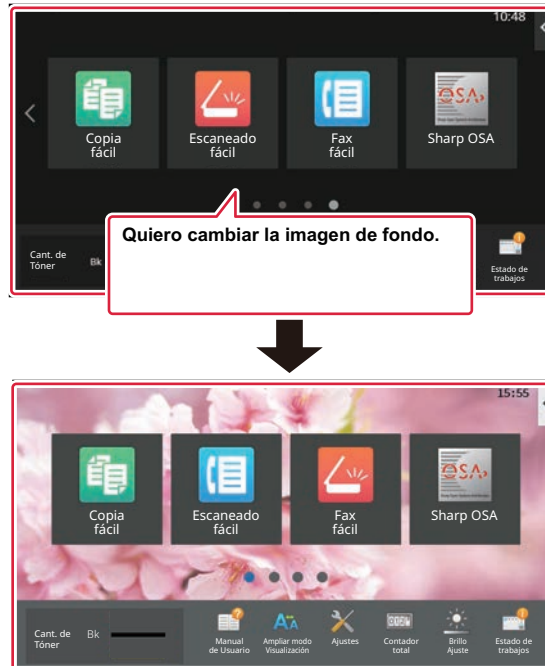 10:48
Copia
fácil
Escaneado
fácil
Fax
fácil
Sharp OSA
OSA
Quiero cambiar la imagen de fondo.
Cant. de
Tóner
Bk
Estado de
trabajos
15:55
Copia
fácil
Escaneado
fácil
Fax
fácil
Sharp OSA
OSA
Cant. de
Tóner
Bk
Manual
de Usuario
Ampliar modo
Visualización
Ajustes
Contador
total
Brillo
Ajuste
Estado de
trabajos